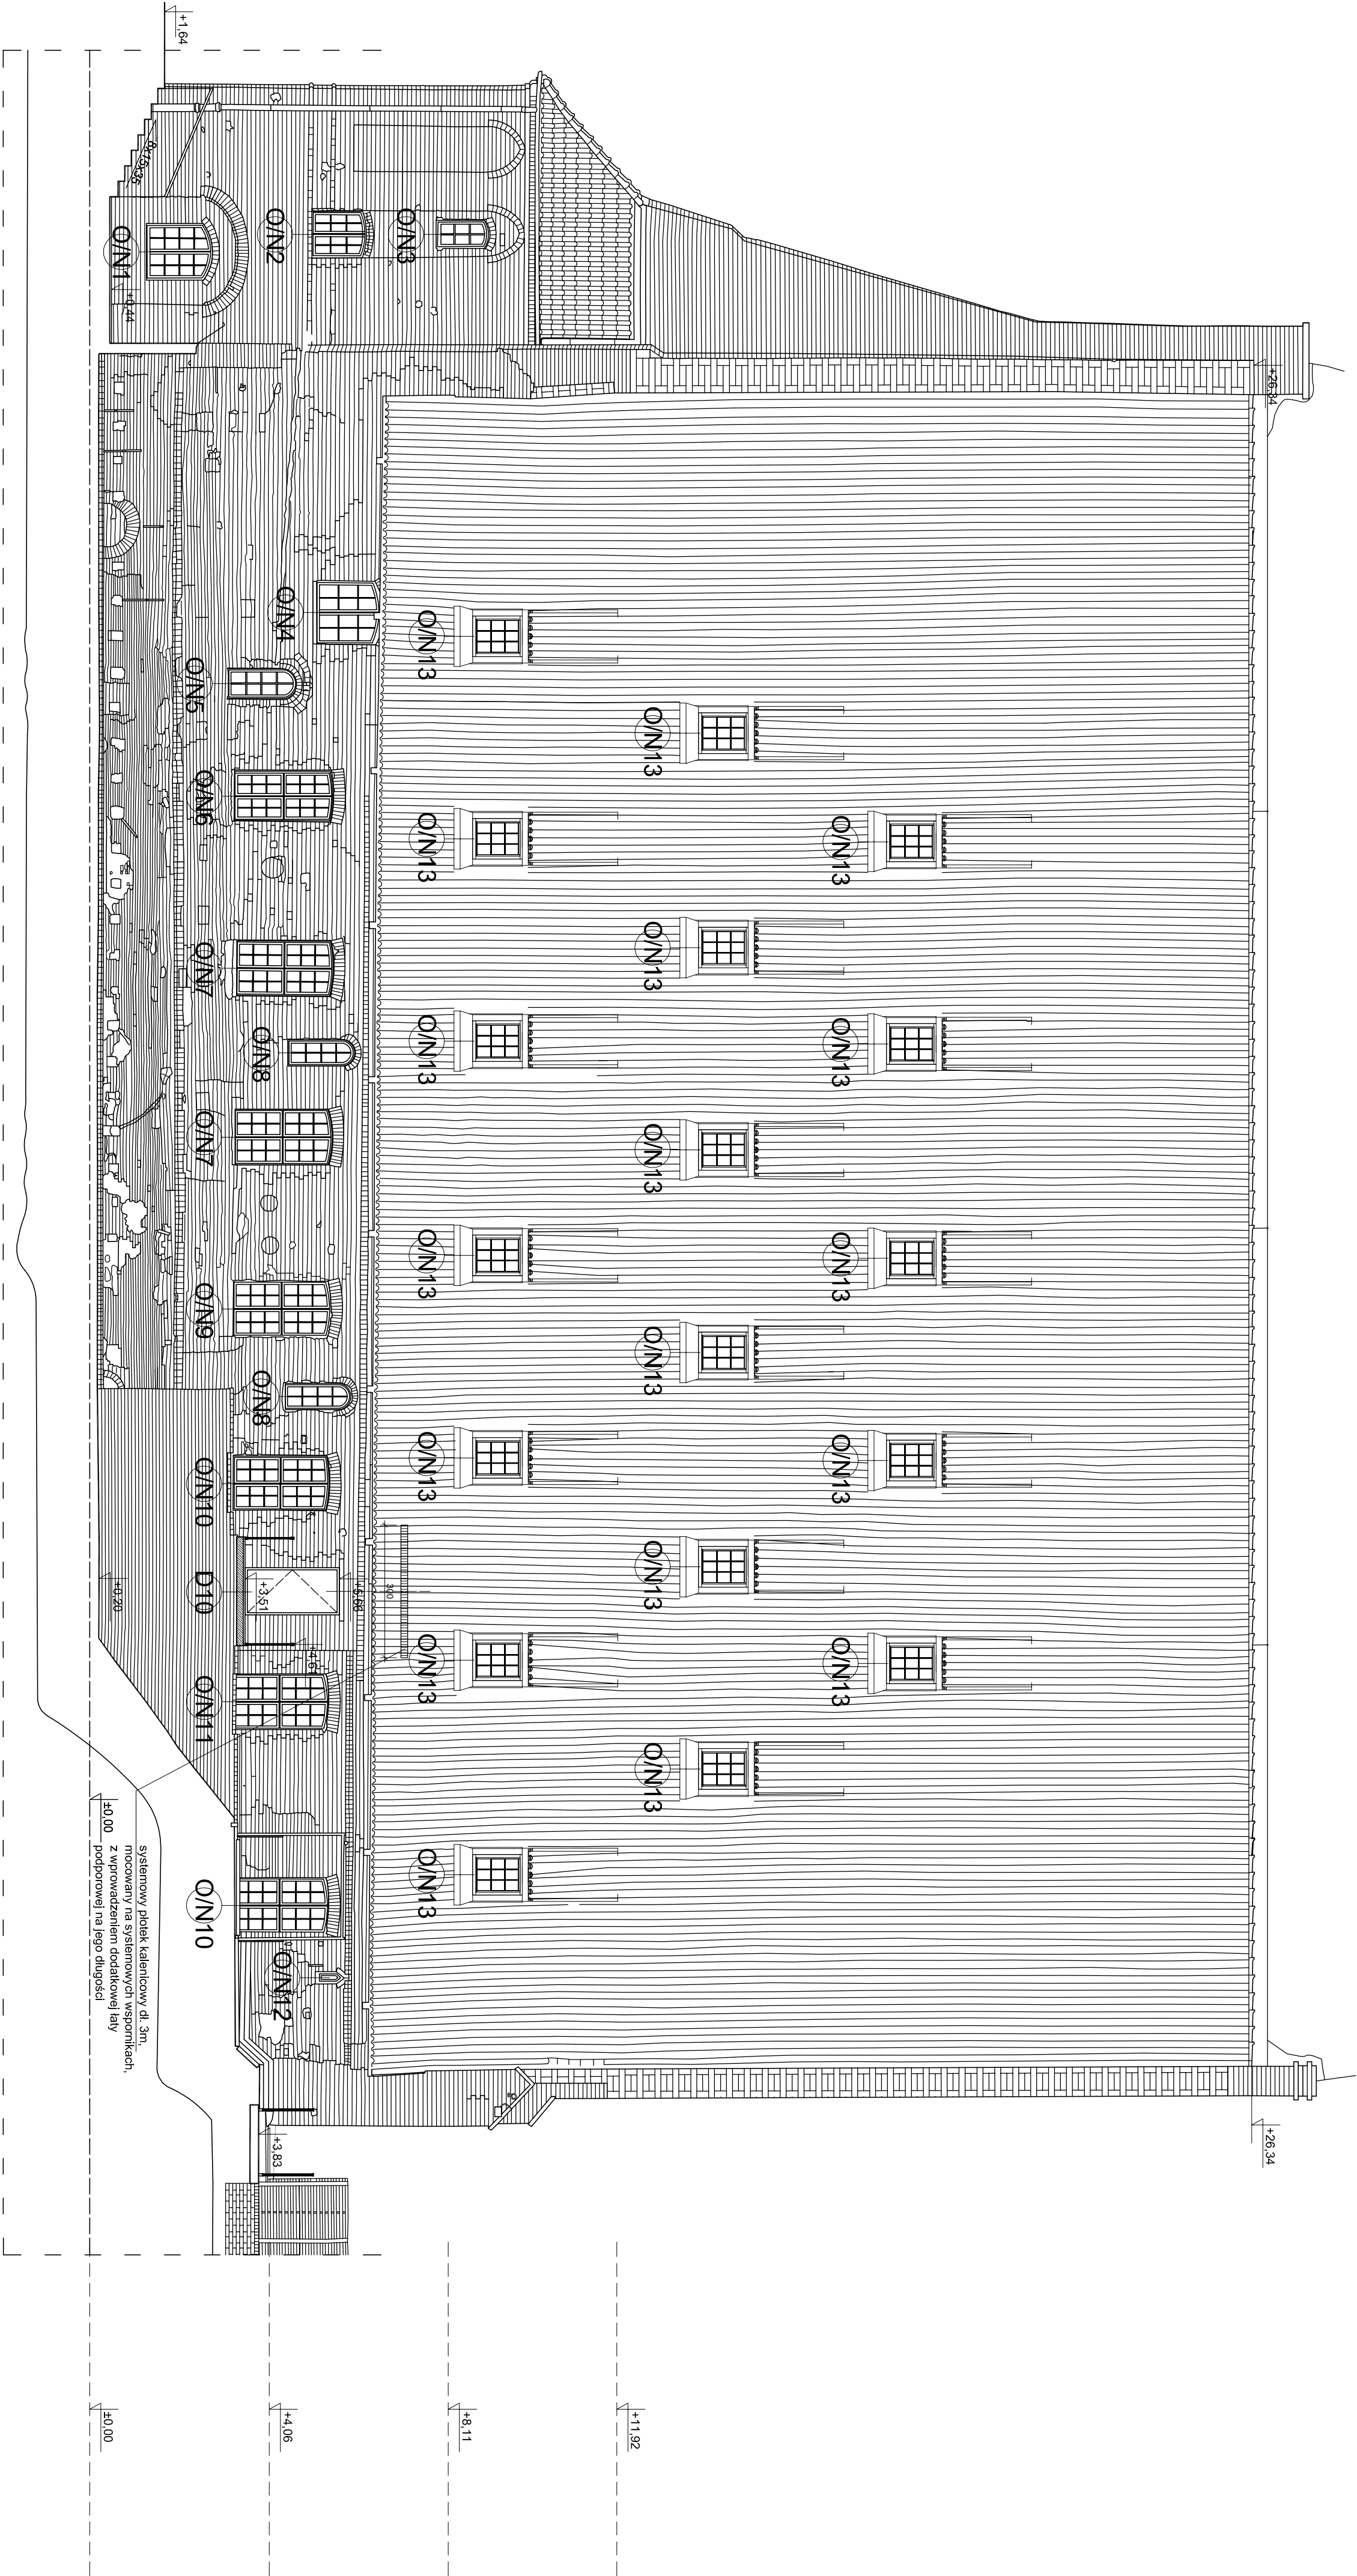 +26,34
+26,34
O/N13
O/N13
O/N13
O/N13
O/N13
O/N13
O/N13
O/N13
O/N13
O/N13
O/N13
+11,92
O/N13
O/N13
O/N13
O/N13
O/N13
O/N13
O/N13
+8,11
O/N3
300
+5,66
O/N2
O/N4
+4,61
O/N12
+3,83
+4,06
O/N8
O/N8
+3,51
O/N5
O/N6
O/N7
O/N7
O/N9
O/N10
D10
O/N11
O/N10
+1,64
8x15x35
O/N1
+0,44
+0,20
systemowy płotek kalenicowy dł. 3m,
mocowany na systemowych wspornikach,
z wprowadzeniem dodatkowej łaty
podporowej na jego długości
±0,00
±0,00